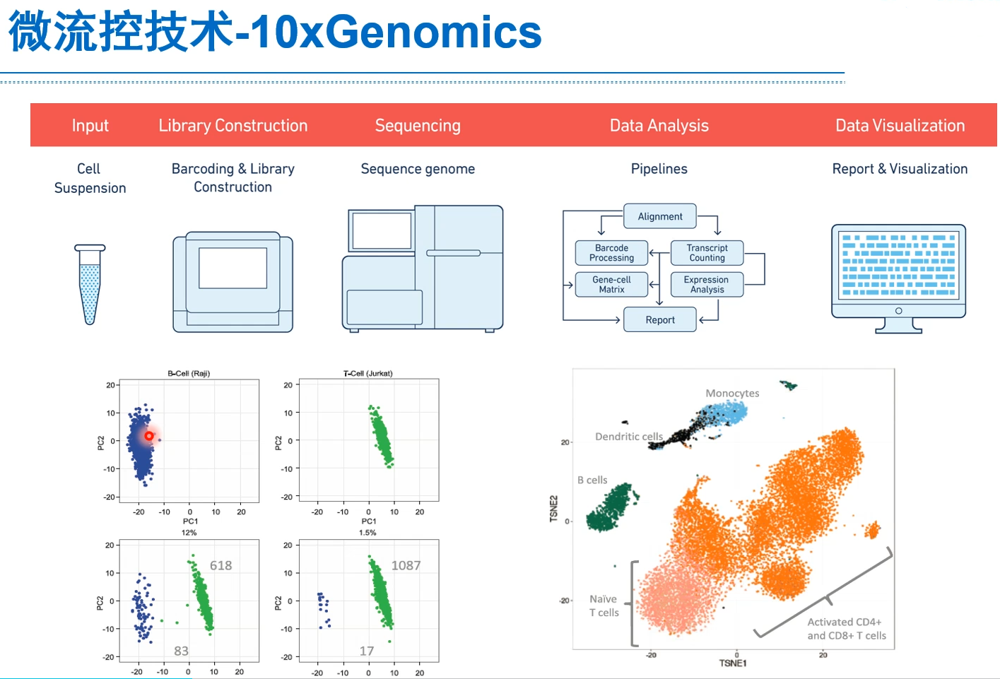 微流控技术-10xGenomics
Input
Library Construction
Sequencing
Data Analysis
Data Visualization
Cell
Suspension
Barcoding & Library
Construction
Sequence genome
Pipelines
Report & Visualization
Alignment
Barcode
Processing
Transcript
Counting
Gene-cell
Matrix
Expression
Analysis
Report
B-Cell (Raji)
20
10
0
-10
-20
PC2
-20 -10 0 10 20
PC1
T-Cell (Jurkat)
20
10
0
-10
-20
PC2
-20 -10 0 10 20
PC1
12%
20
10
0
-10
-20
PC2
618
83
-20 -10 0 10 20
1.5%
20
10
0
-10
-20
PC2
1087
17
-20 -10 0 10 20
Monocytes
Dendritic cells
B cells
Naïve
T cells
Activated CD4+
and CD8+ T cells
20
0
-20
TSNE2
-20 0 20
TSNE1